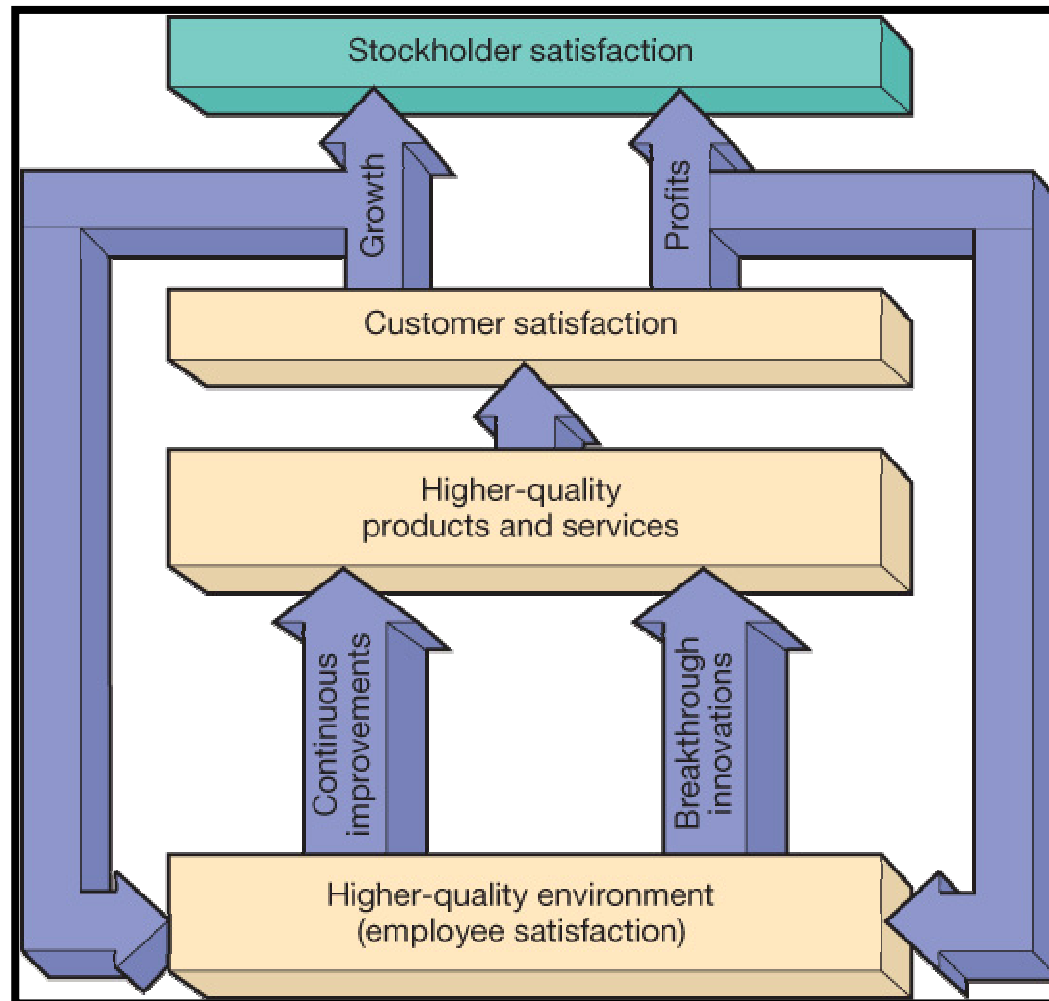 Stockholder satisfaction
Growth
Profits
Customer satisfaction
Higher-quality
products and services
Continuous
improvements
Breakthrough
innovations
Higher-quality environment
(employee satisfaction)